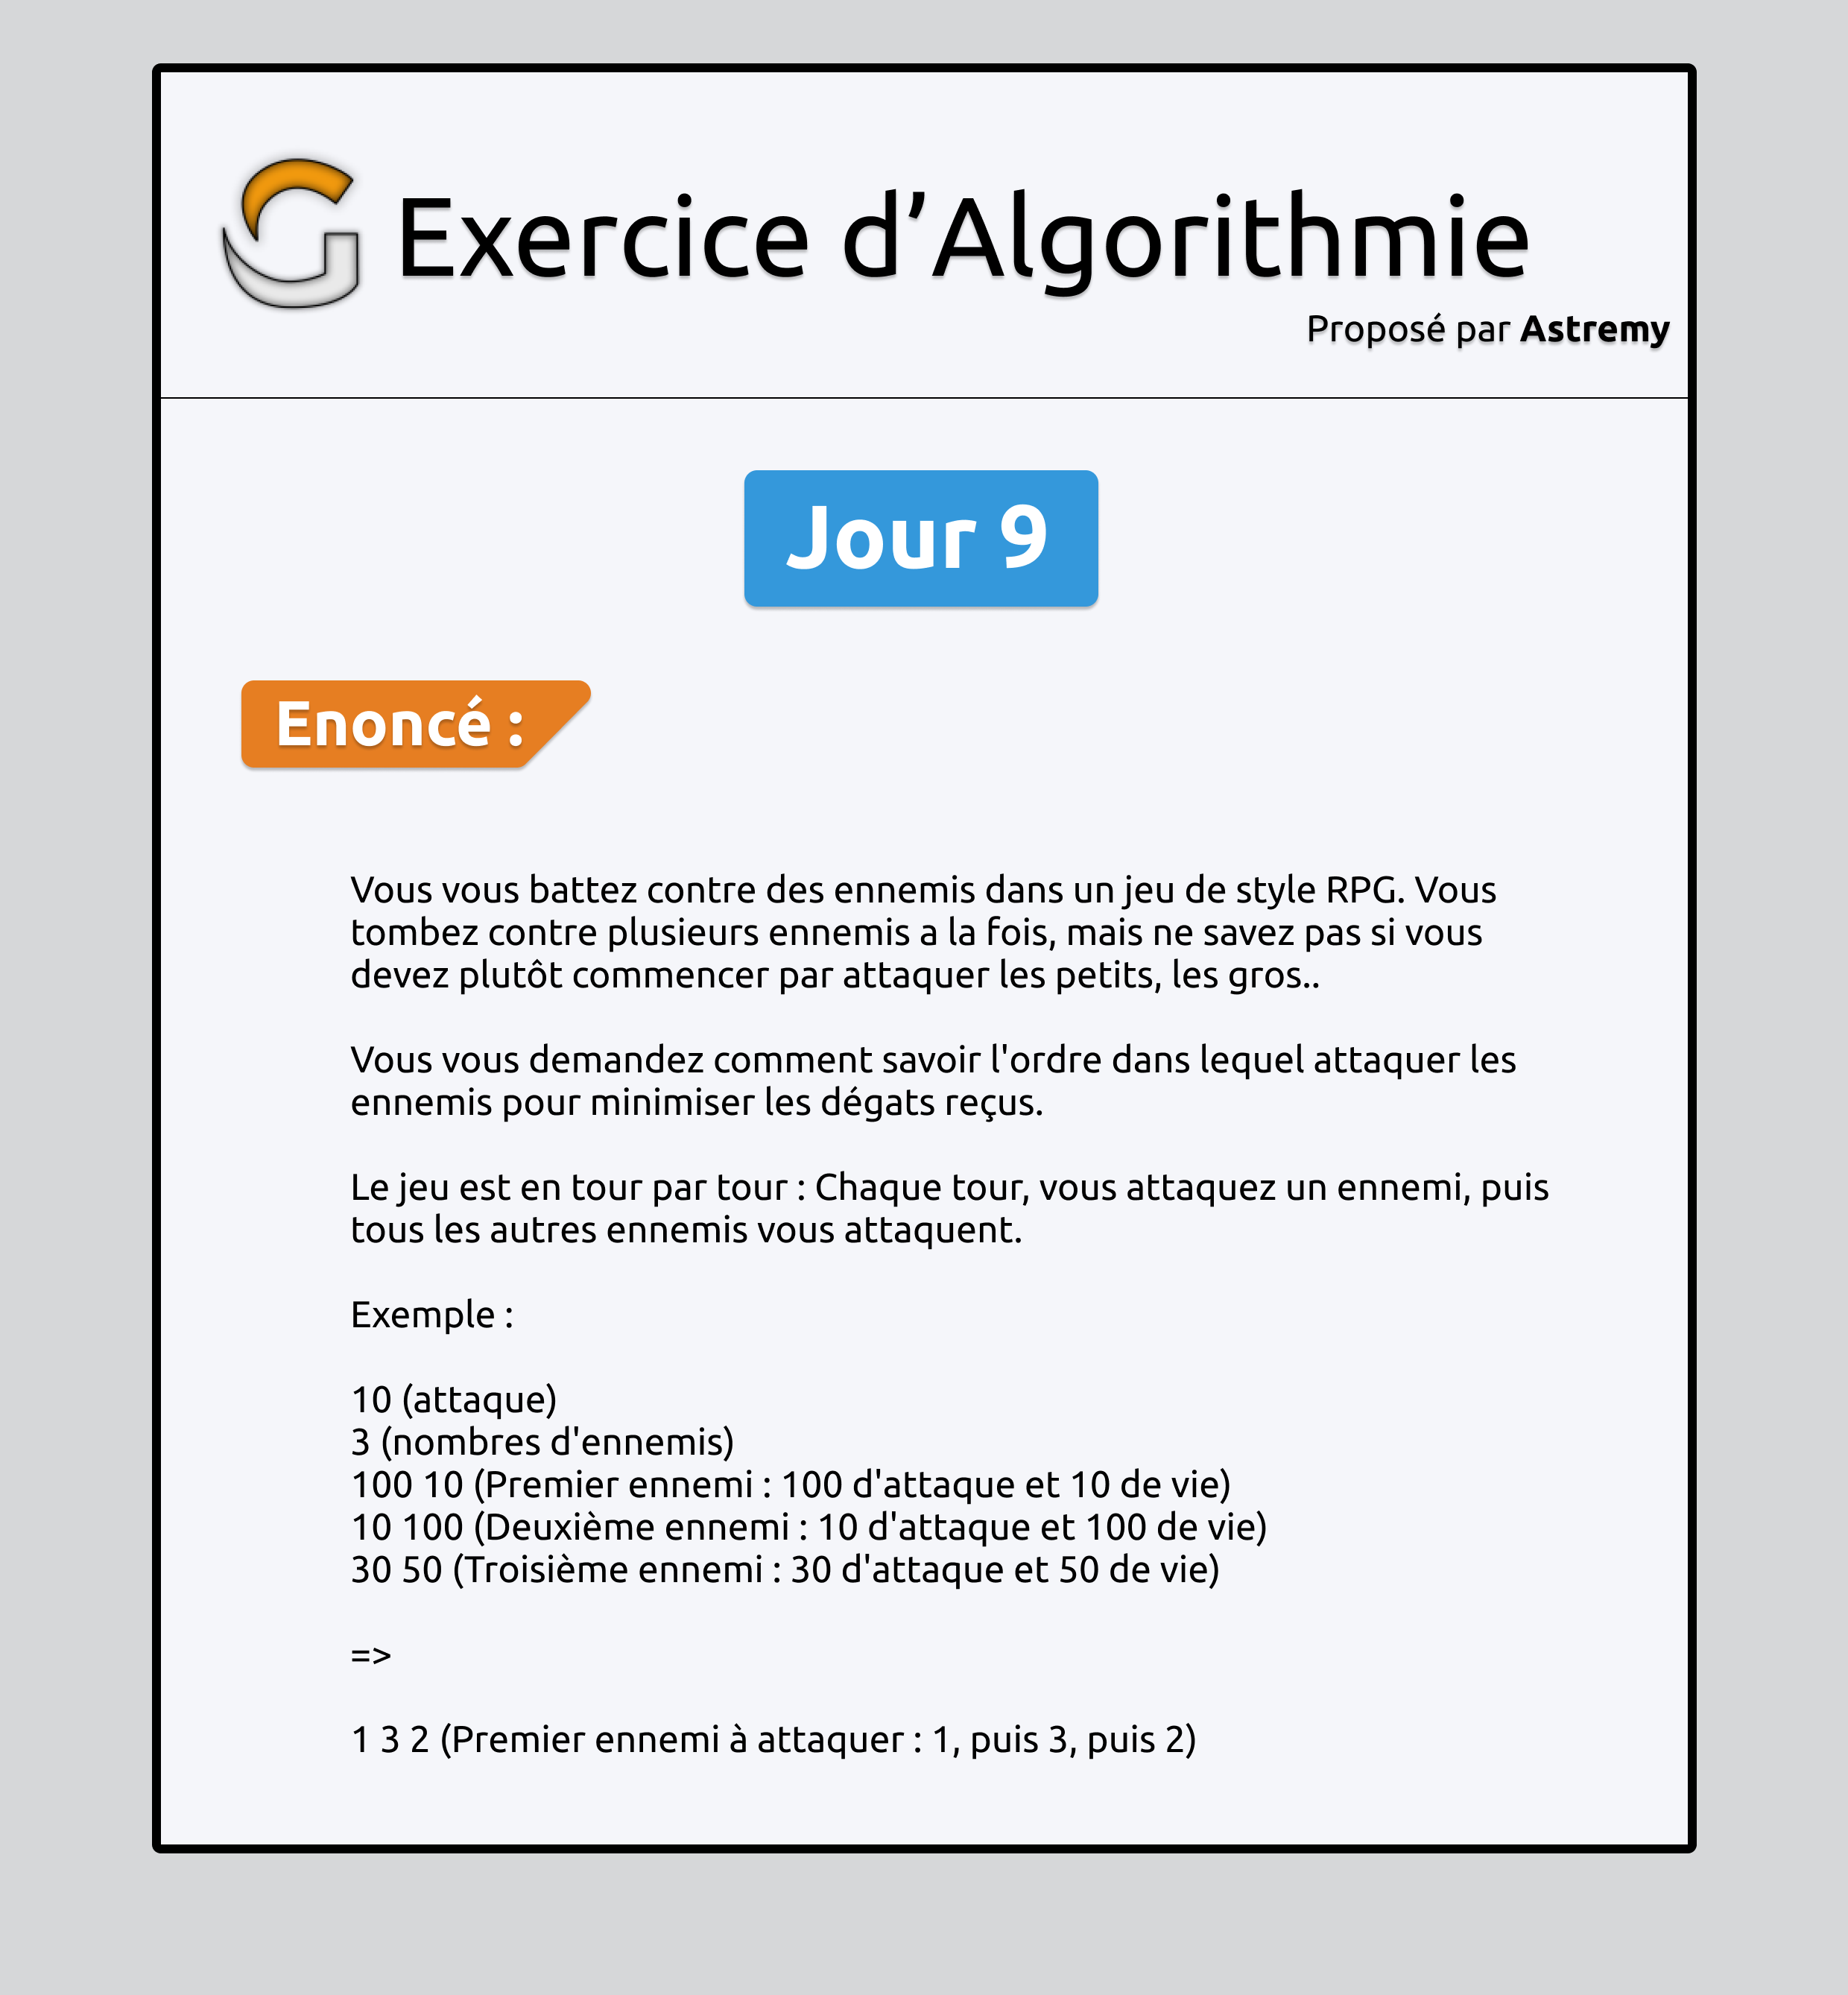 Exercice d’Algorithmie
Proposé par Astremy
Jour 9
Enoncé :
Vous vous battez contre des ennemis dans un jeu de style RPG. Vous
tombez contre plusieurs ennemis a la fois, mais ne savez pas si vous
devez plutôt commencer par attaquer les petits, les gros..
Vous vous demandez comment savoir l'ordre dans lequel attaquer les
ennemis pour minimiser les dégats reçus.
Le jeu est en tour par tour : Chaque tour, vous attaquez un ennemi, puis
tous les autres ennemis vous attaquent.
Exemple :
10 (attaque)
3 (nombres d'ennemis)
100 10 (Premier ennemi : 100 d'attaque et 10 de vie)
10 100 (Deuxième ennemi : 10 d'attaque et 100 de vie)
30 50 (Troisième ennemi : 30 d'attaque et 50 de vie)
=>
1 3 2 (Premier ennemi à attaquer : 1, puis 3, puis 2)